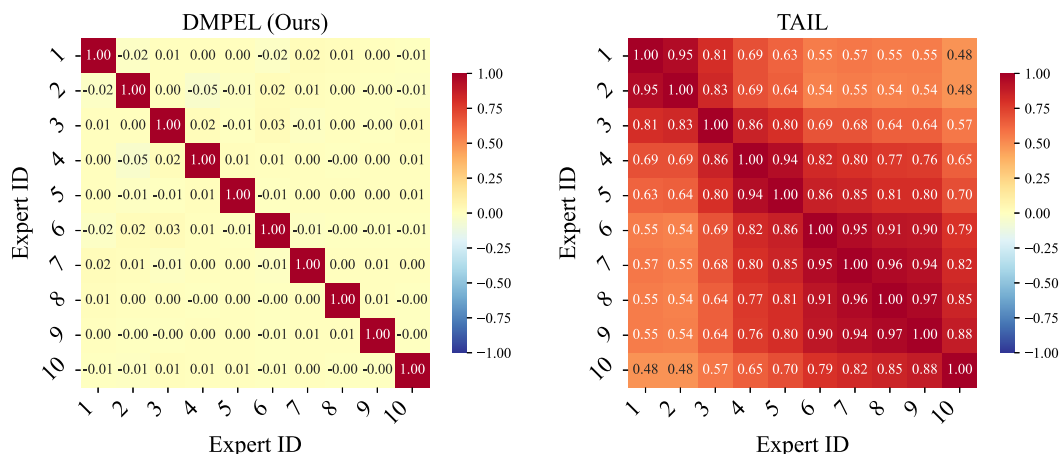 DMPEL (Ours)
1 1.00 -0.02 0.01 0.00 0.00 -0.02 0.02 0.01 -0.00 -0.01
2 -0.02 1.00 0.00 -0.05 -0.01 0.02 0.01 0.00 -0.00 -0.01
3 0.01 0.00 1.00 0.02 -0.01 0.03 -0.01 0.00 -0.00 0.01
4 0.00 -0.05 0.02 1.00 0.01 0.01 0.00 -0.00 0.00 0.01
5 0.00 -0.01 -0.01 0.01 1.00 -0.01 0.00 0.00 -0.00 0.00
6 -0.02 0.02 0.03 0.01 -0.01 1.00 -0.01 -0.00 -0.01 -0.00
7 0.02 0.01 -0.01 0.00 0.00 -0.01 1.00 0.00 0.01 0.00
8 0.01 0.00 0.00 -0.00 0.00 -0.00 0.00 1.00 0.01 -0.00
9 -0.00 -0.00 -0.00 0.00 -0.00 -0.01 0.01 0.01 1.00 -0.00
10 -0.01 -0.01 0.01 0.01 0.00 -0.00 0.00 -0.00 -0.00 1.00
1 2 3 4 5 6 7 8 9 10
Expert ID
Expert ID
1.00
0.75
0.50
0.25
0.00
−0.25
−0.50
−0.75
−1.00
TAIL
1 1.00 0.95 0.81 0.69 0.63 0.55 0.57 0.55 0.55 0.48
2 0.95 1.00 0.83 0.69 0.64 0.54 0.55 0.54 0.54 0.48
3 0.81 0.83 1.00 0.86 0.80 0.69 0.68 0.64 0.64 0.57
4 0.69 0.69 0.86 1.00 0.94 0.82 0.80 0.77 0.76 0.65
5 0.63 0.64 0.80 0.94 1.00 0.86 0.85 0.81 0.80 0.70
6 0.55 0.54 0.69 0.82 0.86 1.00 0.95 0.91 0.90 0.79
7 0.57 0.55 0.68 0.80 0.85 0.95 1.00 0.96 0.94 0.82
8 0.55 0.54 0.64 0.77 0.81 0.91 0.96 1.00 0.97 0.85
9 0.55 0.54 0.64 0.76 0.80 0.90 0.94 0.97 1.00 0.88
10 0.48 0.48 0.57 0.65 0.70 0.79 0.82 0.85 0.88 1.00
1 2 3 4 5 6 7 8 9 10
Expert ID
Expert ID
1.00
0.75
0.50
0.25
0.00
−0.25
−0.50
−0.75
−1.00